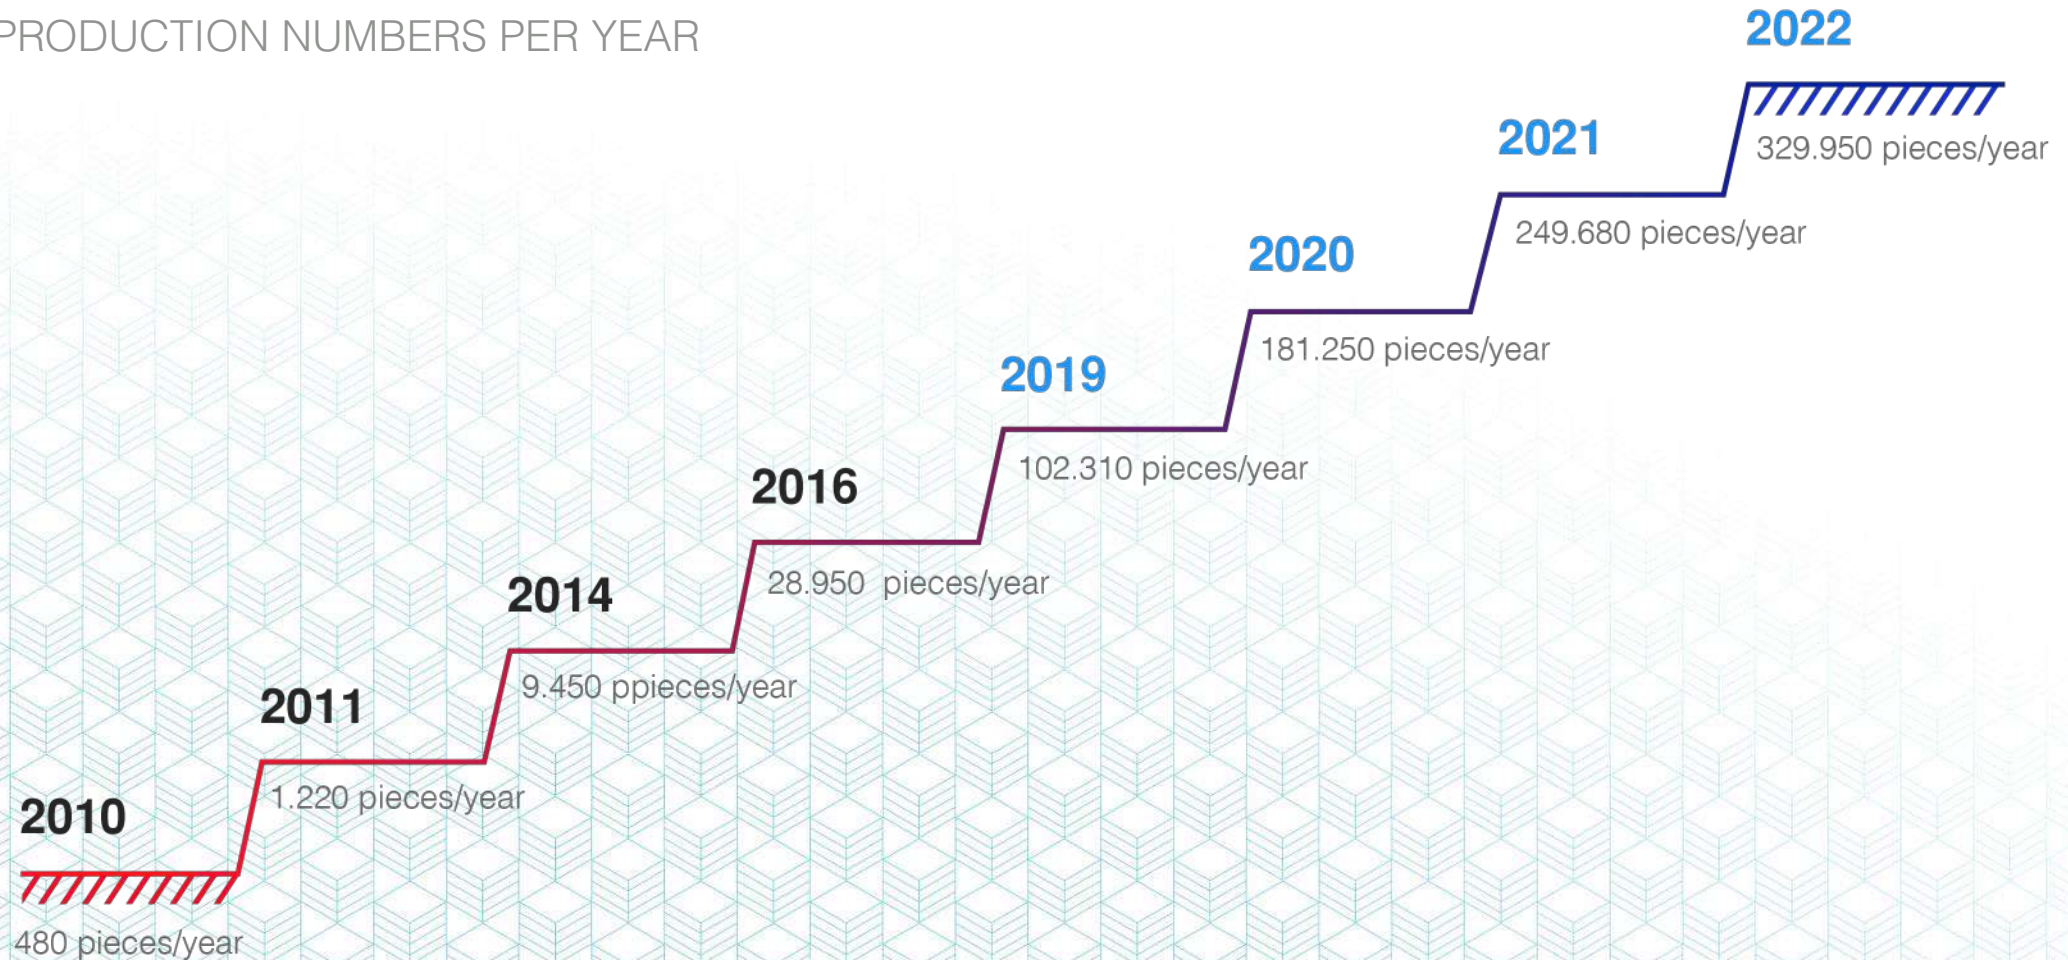 PRODUCTION NUMBERS PER YEAR
2010
480 pieces/year
2011
1.220 pieces/year
2014
9.450 ppieces/year
2016
28.950  pieces/year
2019
102.310 pieces/year
2020
181.250 pieces/year
2021
249.680 pieces/year
2022
329.950 pieces/year